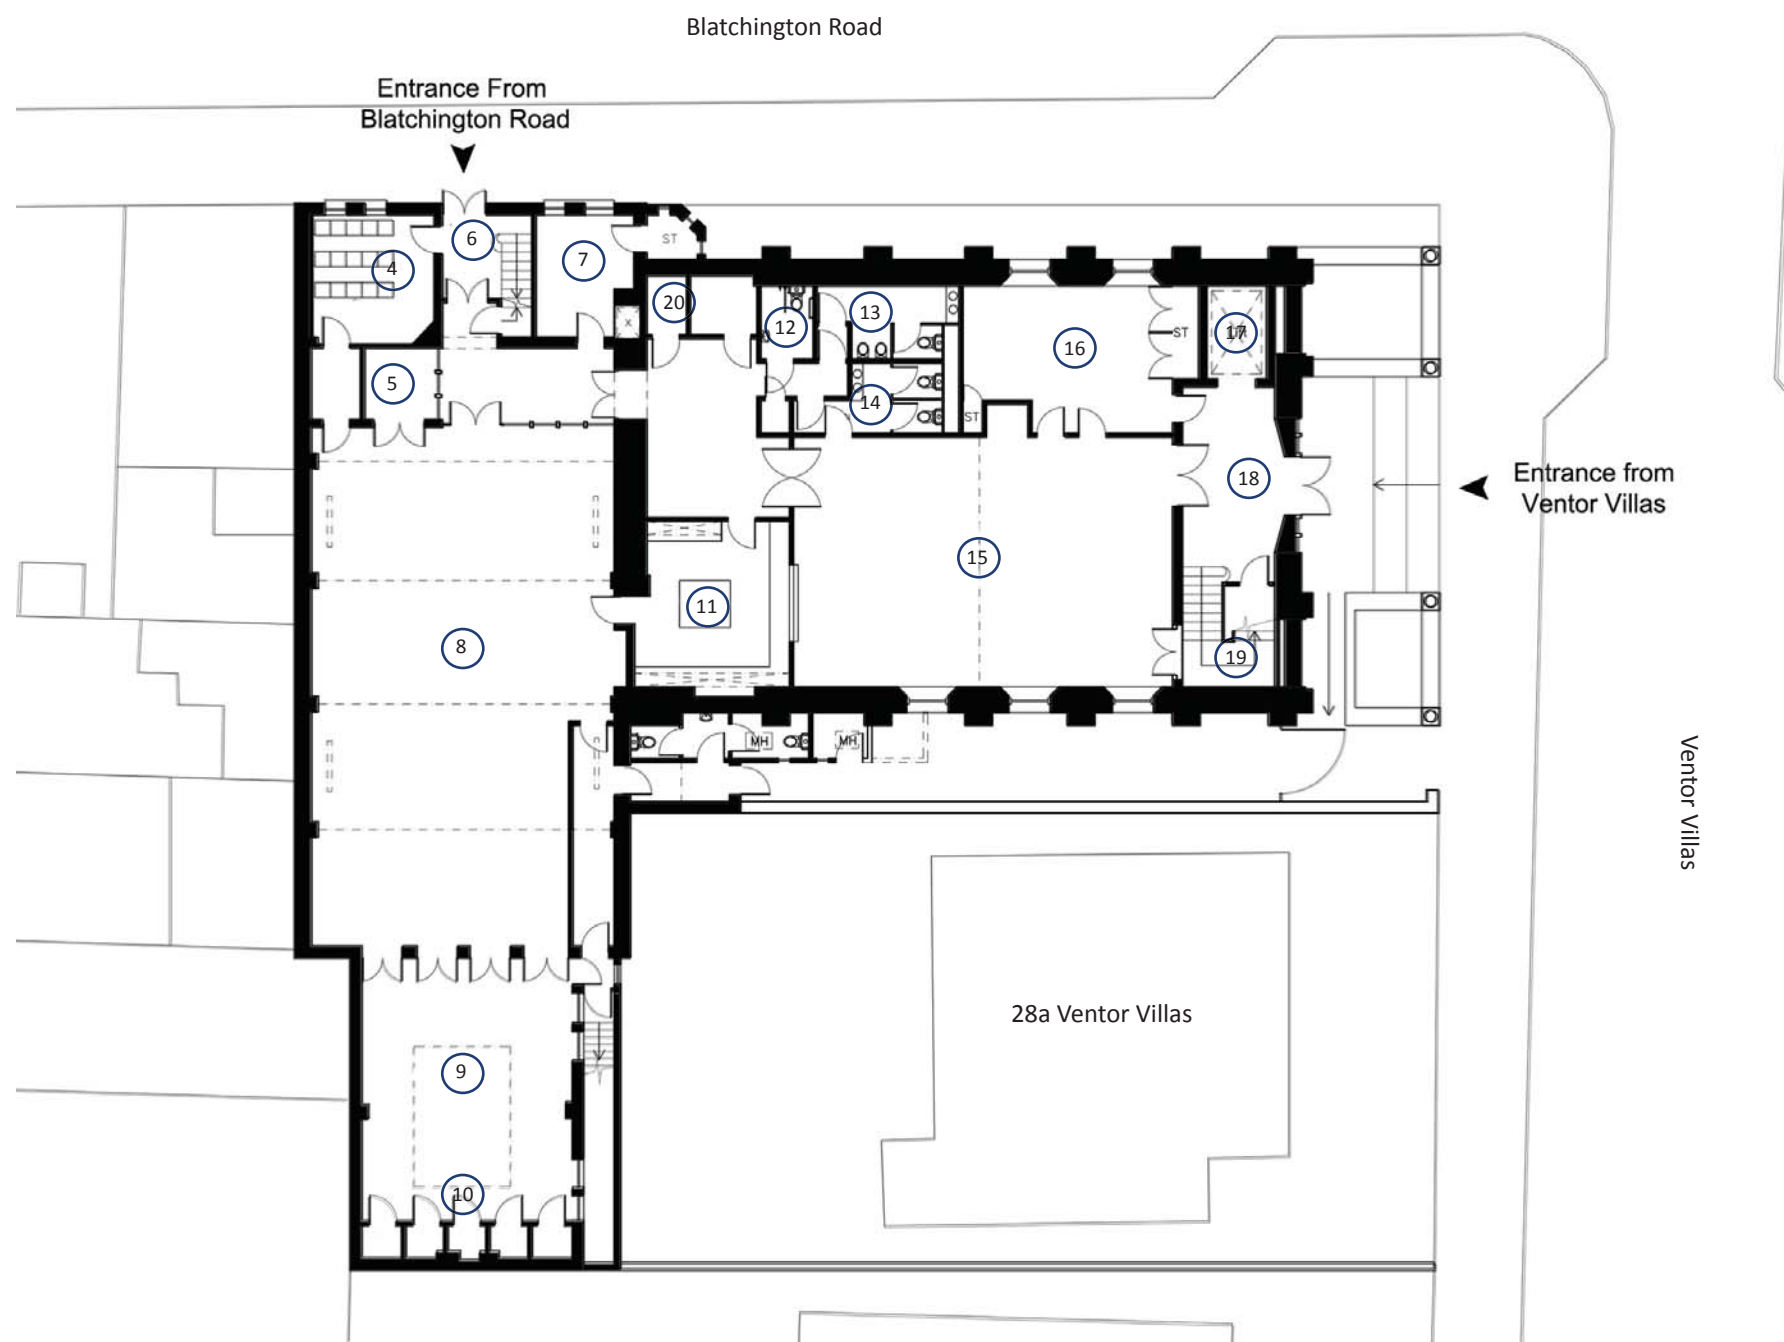 Blatchington Road
Entrance From
Blatchington Road
6
7
ST
4
20
13
12
17
ST
16
5
14
ST
18
Entrance from
Ventor Villas
15
11
8
19
MH
MH
Ventor Villas
28a Ventor Villas
9
10